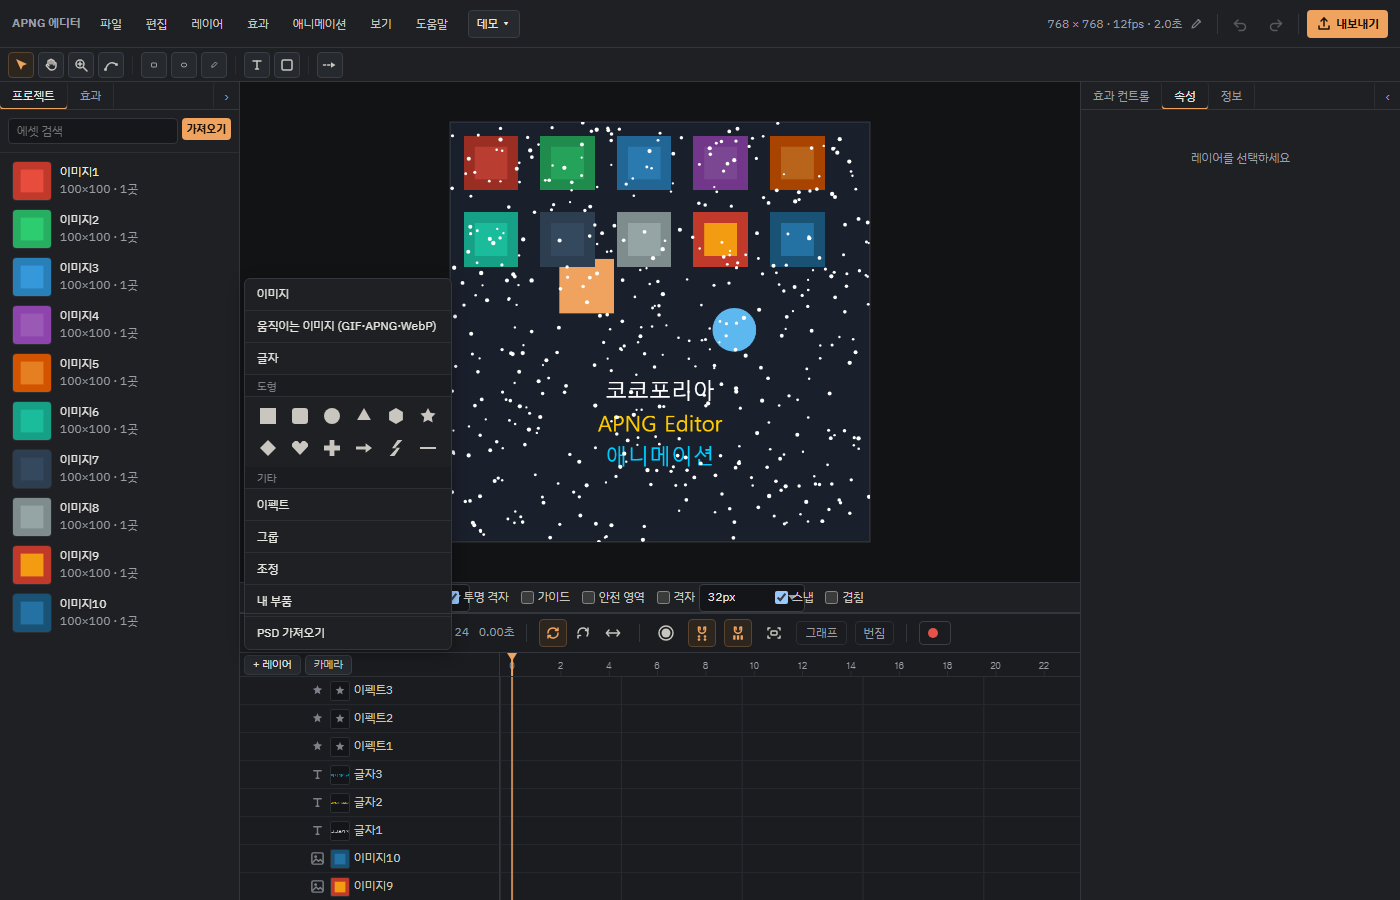 APNG 에디터 파일 편집 레이어 효과 애니메이션 보기 도움말 데모 768 × 768 · 12fps · 2.0초 내보내기
프로젝트 효과
에셋 검색 가져오기
이미지1
100×100 · 1곳
이미지2
100×100 · 1곳
이미지3
100×100 · 1곳
이미지4
100×100 · 1곳
이미지5
100×100 · 1곳
이미지6
100×100 · 1곳
이미지7
100×100 · 1곳
이미지8
100×100 · 1곳
이미지9
100×100 · 1곳
이미지10
100×100 · 1곳
이미지
움직이는 이미지 (GIF·APNG·WebP)
글자
도형
기타
이펙트
그룹
조정
내 부품
PSD 가져오기
코코포리아
APNG Editor
애니메이션
효과 컨트롤 속성 정보
레이어를 선택하세요
투명 격자 가이드 안전 영역 격자 32px 스냅 겹침
24 0.00초 그래프 번짐
+ 레이어 카메라 0 2 4 6 8 10 12 14 16 18 20 22
이펙트3
이펙트2
이펙트1
글자3
글자2
글자1
이미지10
이미지9